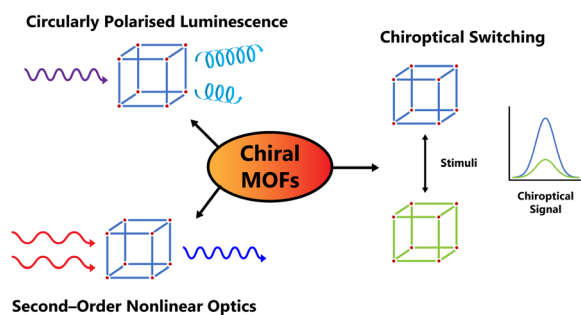 Circularly Polarised Luminescence
Chiroptical Switching
Chiral
MOFs
Stimuli
Chiroptical
Signal
Second–Order Nonlinear Optics